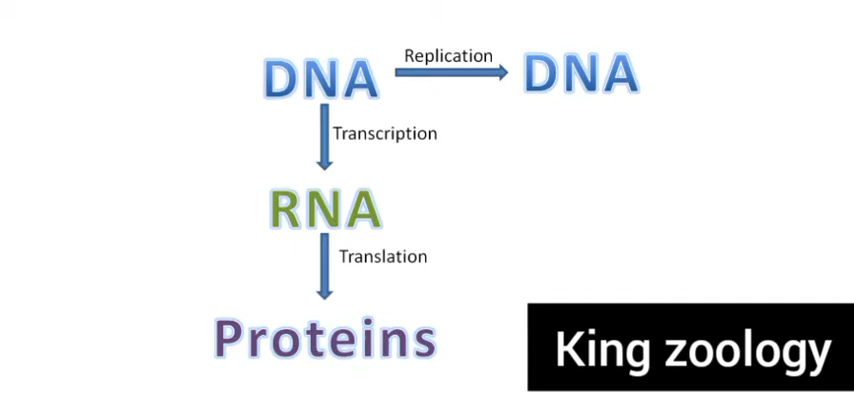 Replication
DNA DNA
Transcription
RNA
Translation
Proteins
King zoology